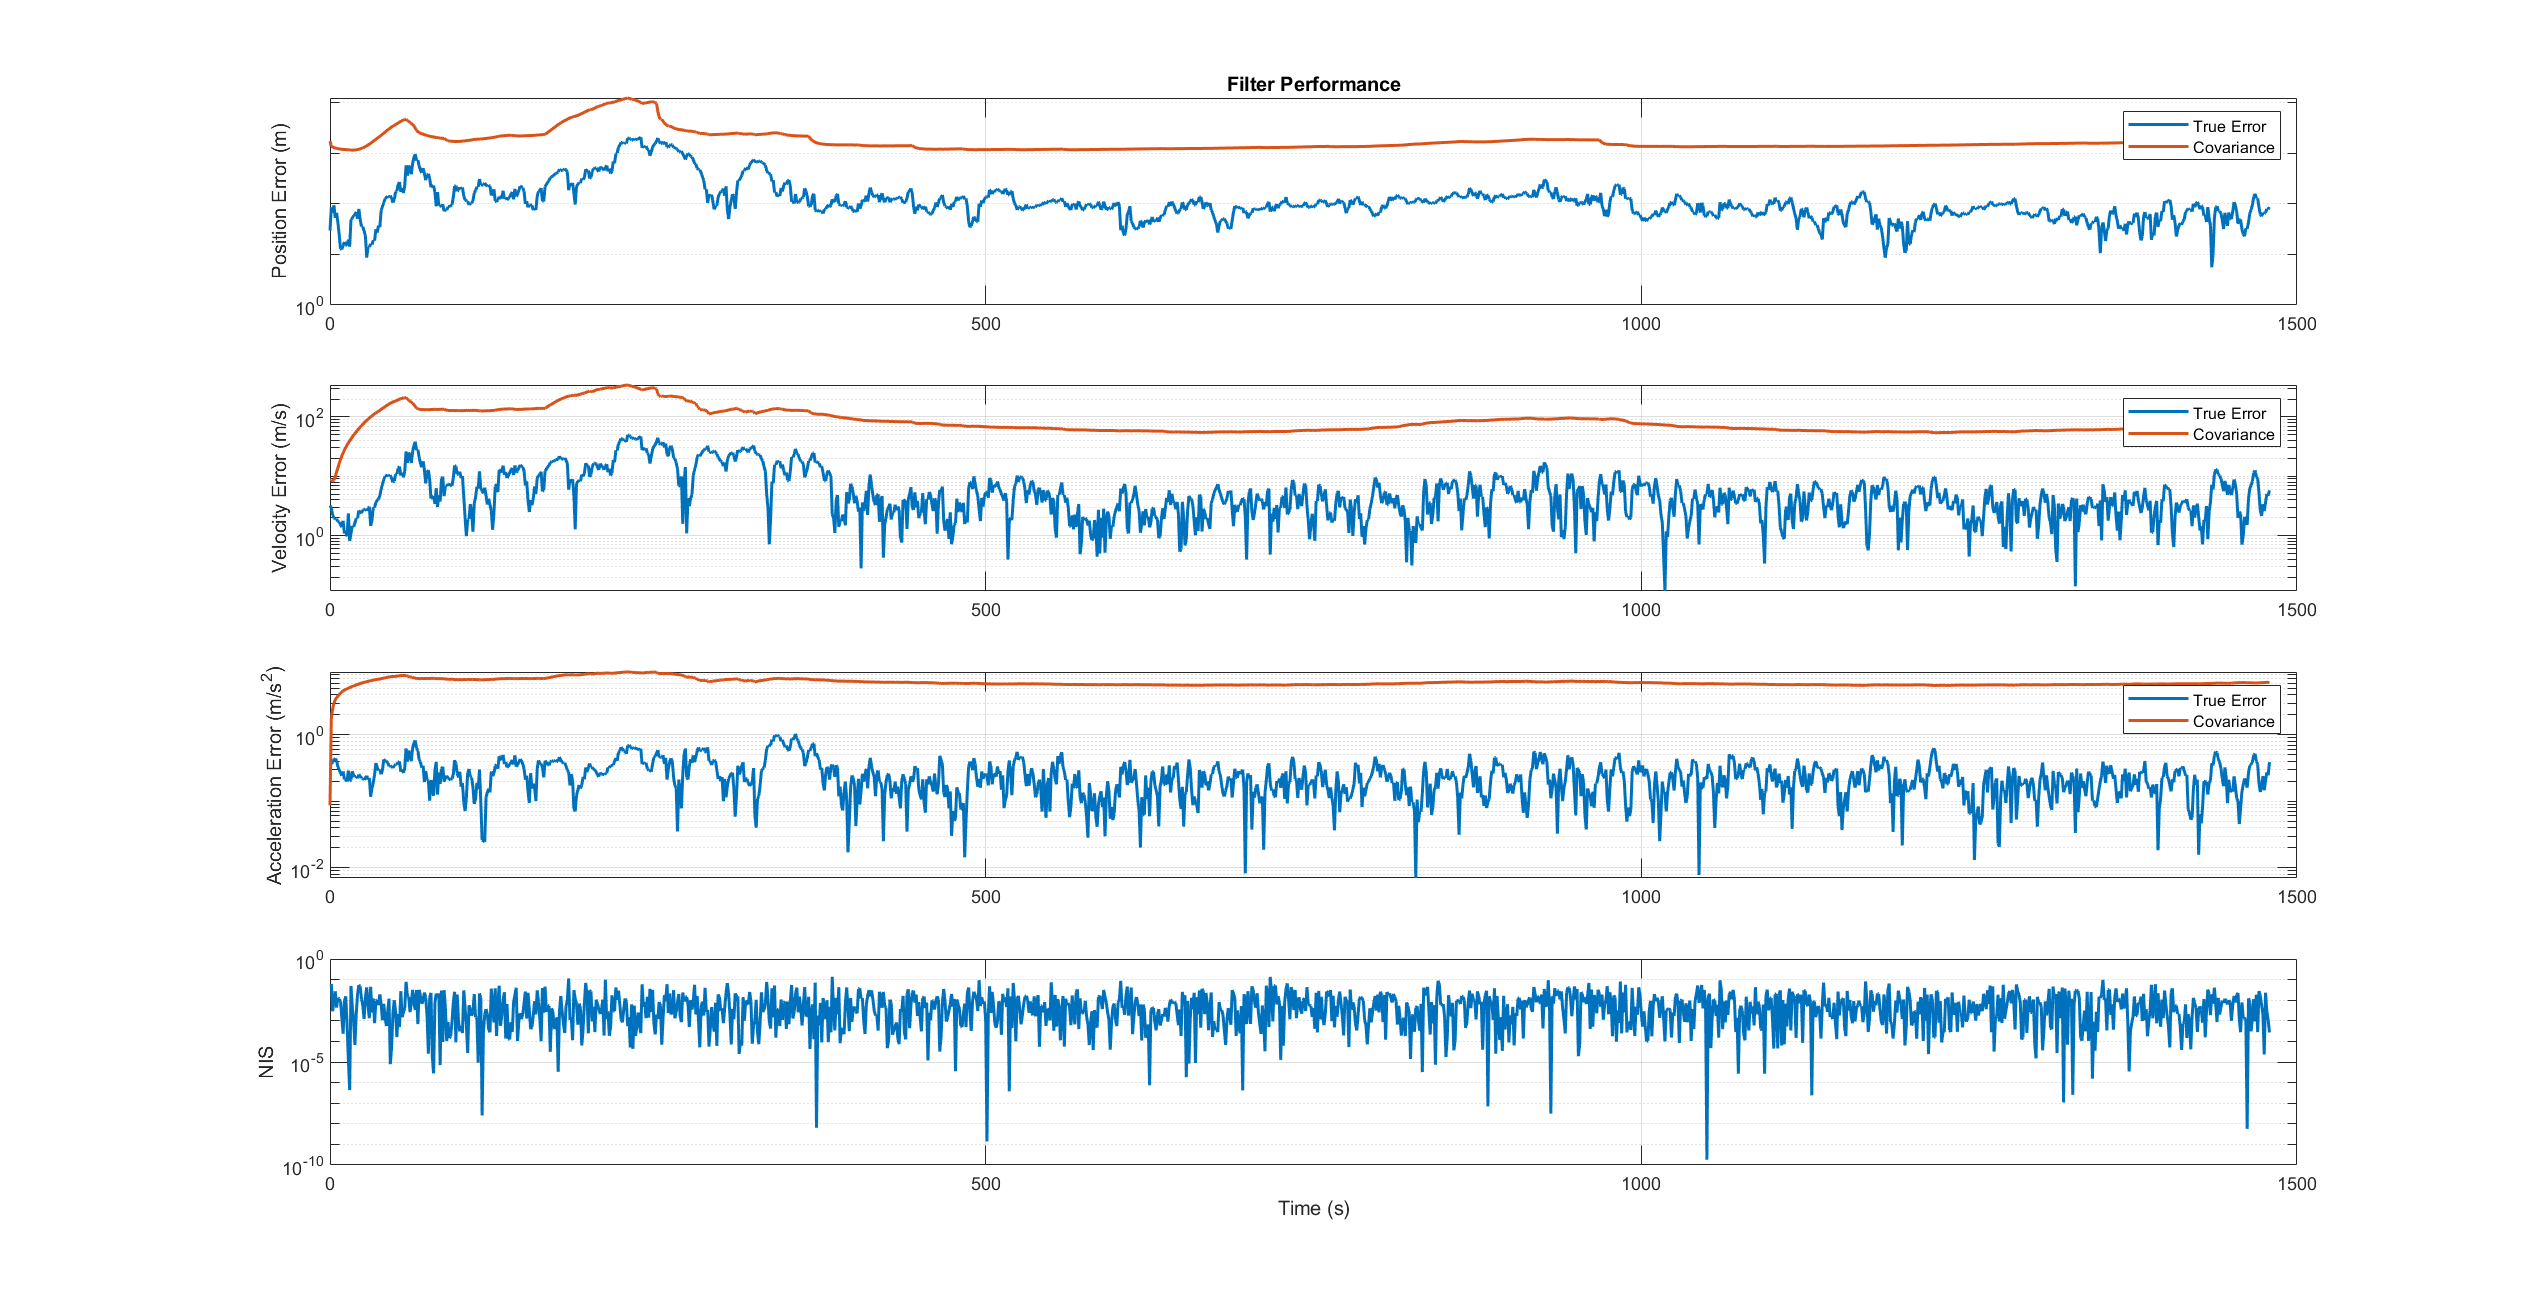 Filter Performance
Position Error (m)
10^0
True Error
Covariance
0 500 1000 1500
Velocity Error (m/s)
10^2
10^0
True Error
Covariance
0 500 1000 1500
Acceleration Error (m/s^2)
10^0
10^-2
True Error
Covariance
0 500 1000 1500
NIS
10^0
10^-5
10^-10
0 500 1000 1500
Time (s)